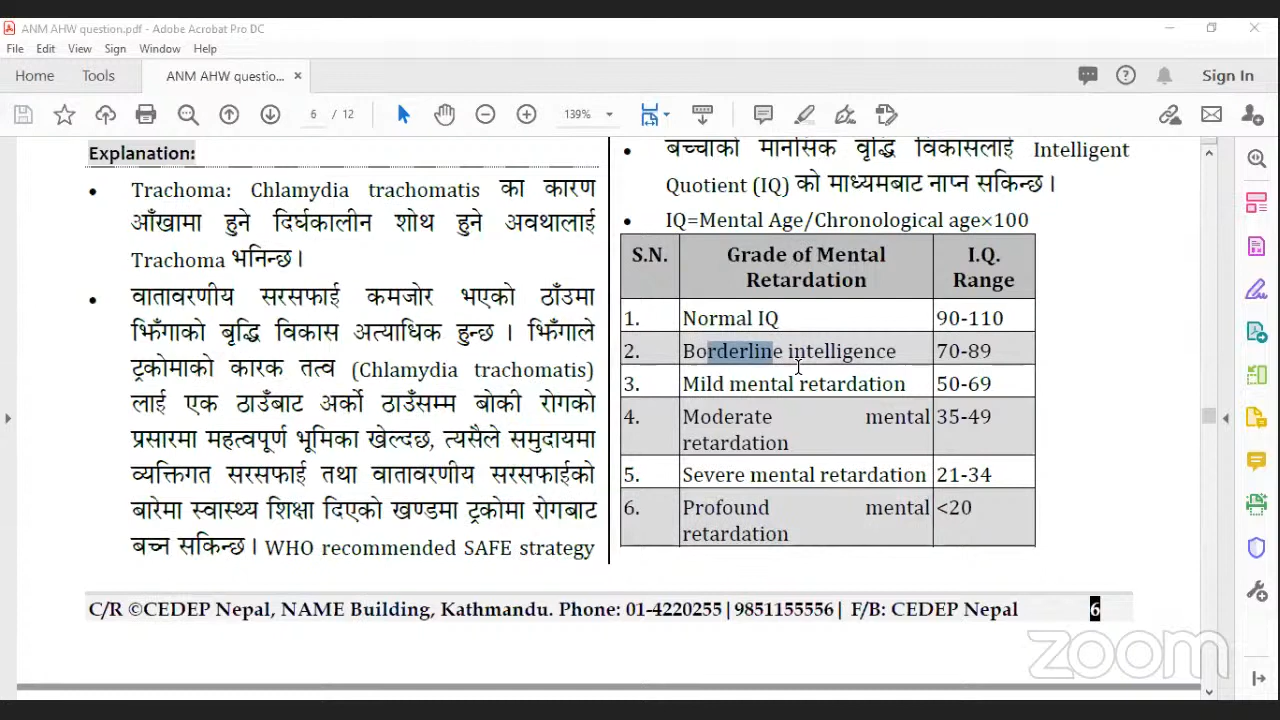 ANM AHW question.pdf - Adobe Acrobat Pro DC
File Edit View Sign Window Help
Home Tools ANM AHW questio... × Sign In
6 / 12 139%
Explanation:
• Trachoma: Chlamydia trachomatis का कारण
आँखामा हुने दिर्घकालीन शोथ हुने अवथालाई
Trachoma भनिन्छ।
• वातावरणीय सरसफाई कमजोर भएको ठाँउमा
झिँगाको बृद्धि विकास अत्याधिक हुन्छ । झिँगाले
ट्रकोमाको कारक तत्व (Chlamydia trachomatis)
लाई एक ठाउँबाट अर्को ठाउँसम्म बोकी रोगको
प्रसारमा महत्वपूर्ण भूमिका खेल्दछ, त्यसैले समुदायमा
व्यक्तिगत सरसफाई तथा वातावरणीय सरसफाईको
बारेमा स्वास्थ्य शिक्षा दिएको खण्डमा ट्रकोमा रोगबाट
बच्न सकिन्छ। WHO recommended SAFE strategy
• बच्चाको मानसिक वृद्धि विकासलाई Intelligent
Quotient (IQ) को माध्यमबाट नाप्न सकिन्छ।
• IQ=Mental Age/Chronological age×100
S.N. Grade of Mental Retardation I.Q. Range
1. Normal IQ 90-110
2. Borderline intelligence 70-89
3. Mild mental retardation 50-69
4. Moderate mental retardation 35-49
5. Severe mental retardation 21-34
6. Profound mental retardation <20
C/R ©CEDEP Nepal, NAME Building, Kathmandu. Phone: 01-4220255|9851155556| F/B: CEDEP Nepal 6
zoom